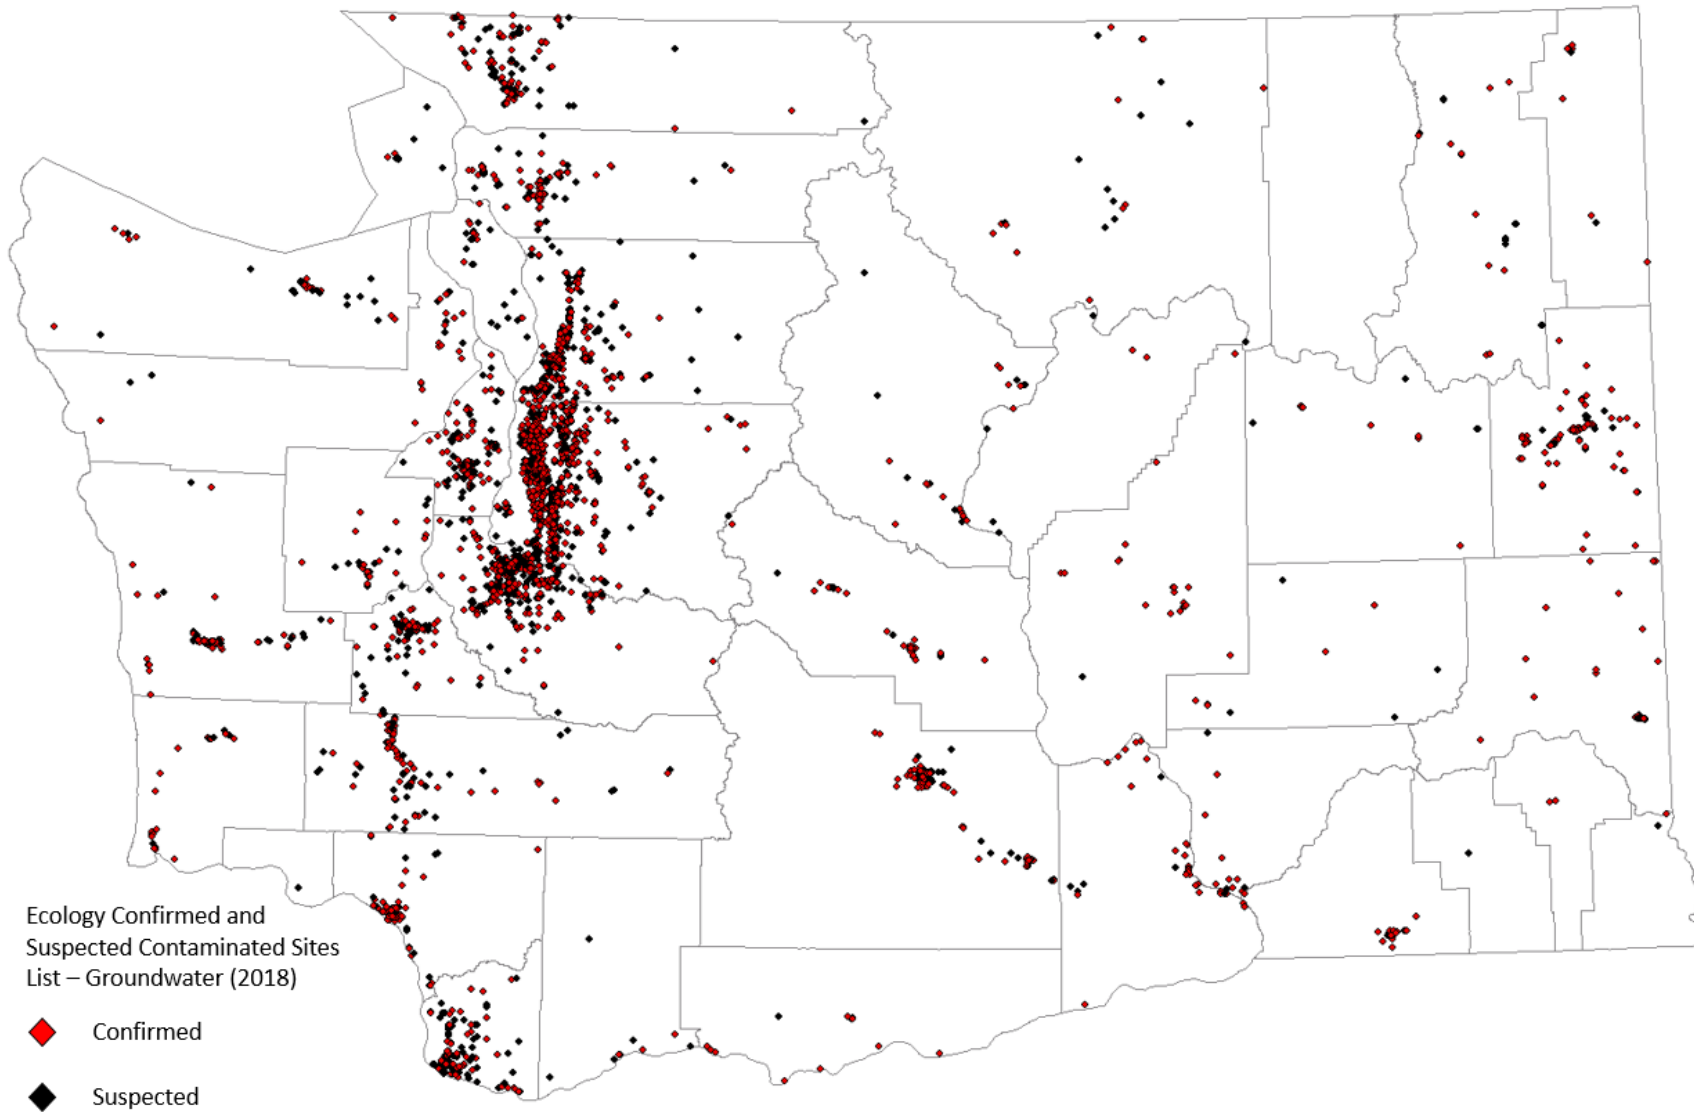 Ecology Confirmed and
Suspected Contaminated Sites
List – Groundwater (2018)
Confirmed
Suspected